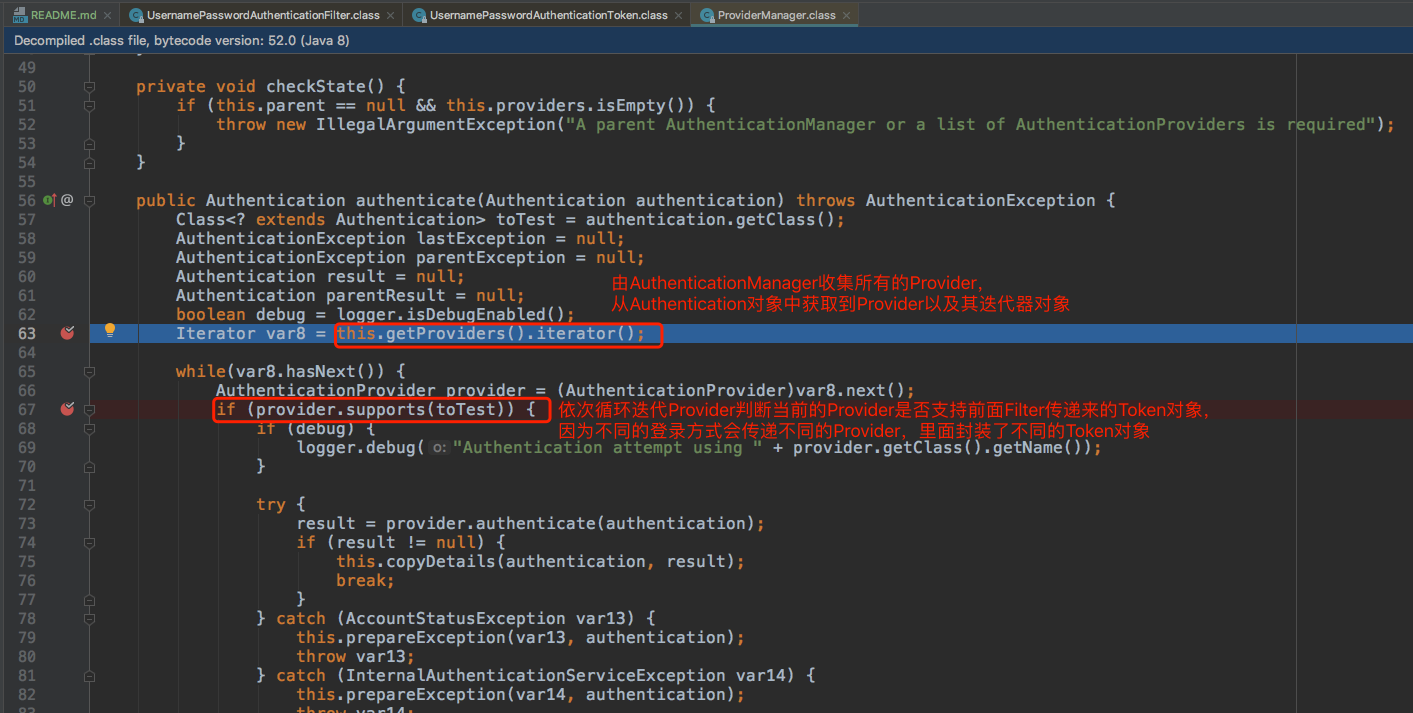 README.md × UsernamePasswordAuthenticationFilter.class × UsernamePasswordAuthenticationToken.class × ProviderManager.class ×
Decompiled .class file, bytecode version: 52.0 (Java 8)
49
50 private void checkState() {
51 if (this.parent == null && this.providers.isEmpty()) {
52 throw new IllegalArgumentException("A parent AuthenticationManager or a list of AuthenticationProviders is required");
53 }
54 }
55
56 public Authentication authenticate(Authentication authentication) throws AuthenticationException {
57 Class<? extends Authentication> toTest = authentication.getClass();
58 AuthenticationException lastException = null;
59 AuthenticationException parentException = null;
60 Authentication result = null;
由AuthenticationManager收集所有的Provider，
61 Authentication parentResult = null;
从Authentication对象中获取到Provider以及其迭代器对象
62 boolean debug = logger.isDebugEnabled();
63 Iterator var8 = this.getProviders().iterator();
64
65 while(var8.hasNext()) {
66 AuthenticationProvider provider = (AuthenticationProvider)var8.next();
67 if (provider.supports(toTest)) {
依次循环迭代Provider判断当前的Provider是否支持前面Filter传递来的Token对象，
68 if (debug) {
因为不同的登录方式会传递不同的Provider，里面封装了不同的Token对象
69 logger.debug( o: "Authentication attempt using " + provider.getClass().getName());
70 }
71
72 try {
73 result = provider.authenticate(authentication);
74 if (result != null) {
75 this.copyDetails(authentication, result);
76 break;
77 }
78 } catch (AccountStatusException var13) {
79 this.prepareException(var13, authentication);
80 throw var13;
81 } catch (InternalAuthenticationServiceException var14) {
82 this.prepareException(var14, authentication);
83 throw var14;